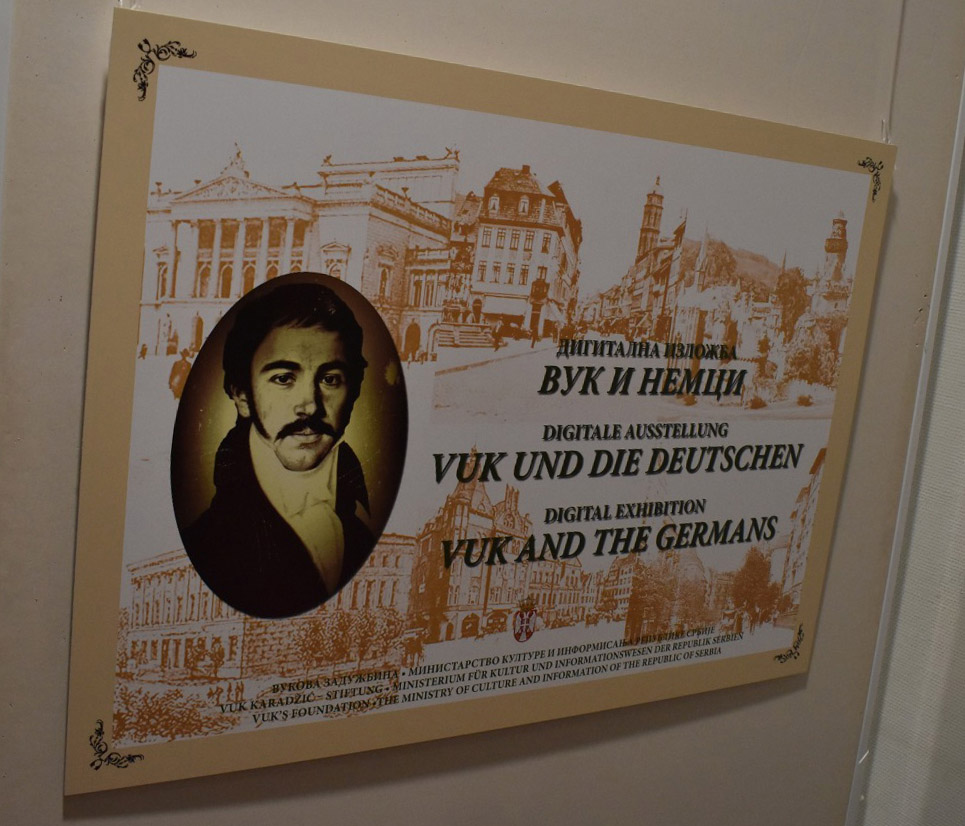 ДИГИТАЛНА ИЗЛОЖБА
ВУК И НЕМЦИ
DIGITALE AUSSTELLUNG
VUK UND DIE DEUTSCHEN
DIGITAL EXHIBITION
VUK AND THE GERMANS
ВУКОВА ЗАДУЖБИНА • МИНИСТАРСТВО КУЛТУРЕ И ИНФОРМИСАЊА РЕПУБЛИКЕ СРБИЈЕ
VUK KARADŽIĆ – STIFTUNG • MINISTERIUM FÜR KULTUR UND INFORMATIONSWESEN DER REPUBLIK SERBIEN
VUK'S FOUNDATION •THE MINISTRY OF CULTURE AND INFORMATION OF THE REPUBLIC OF SERBIA